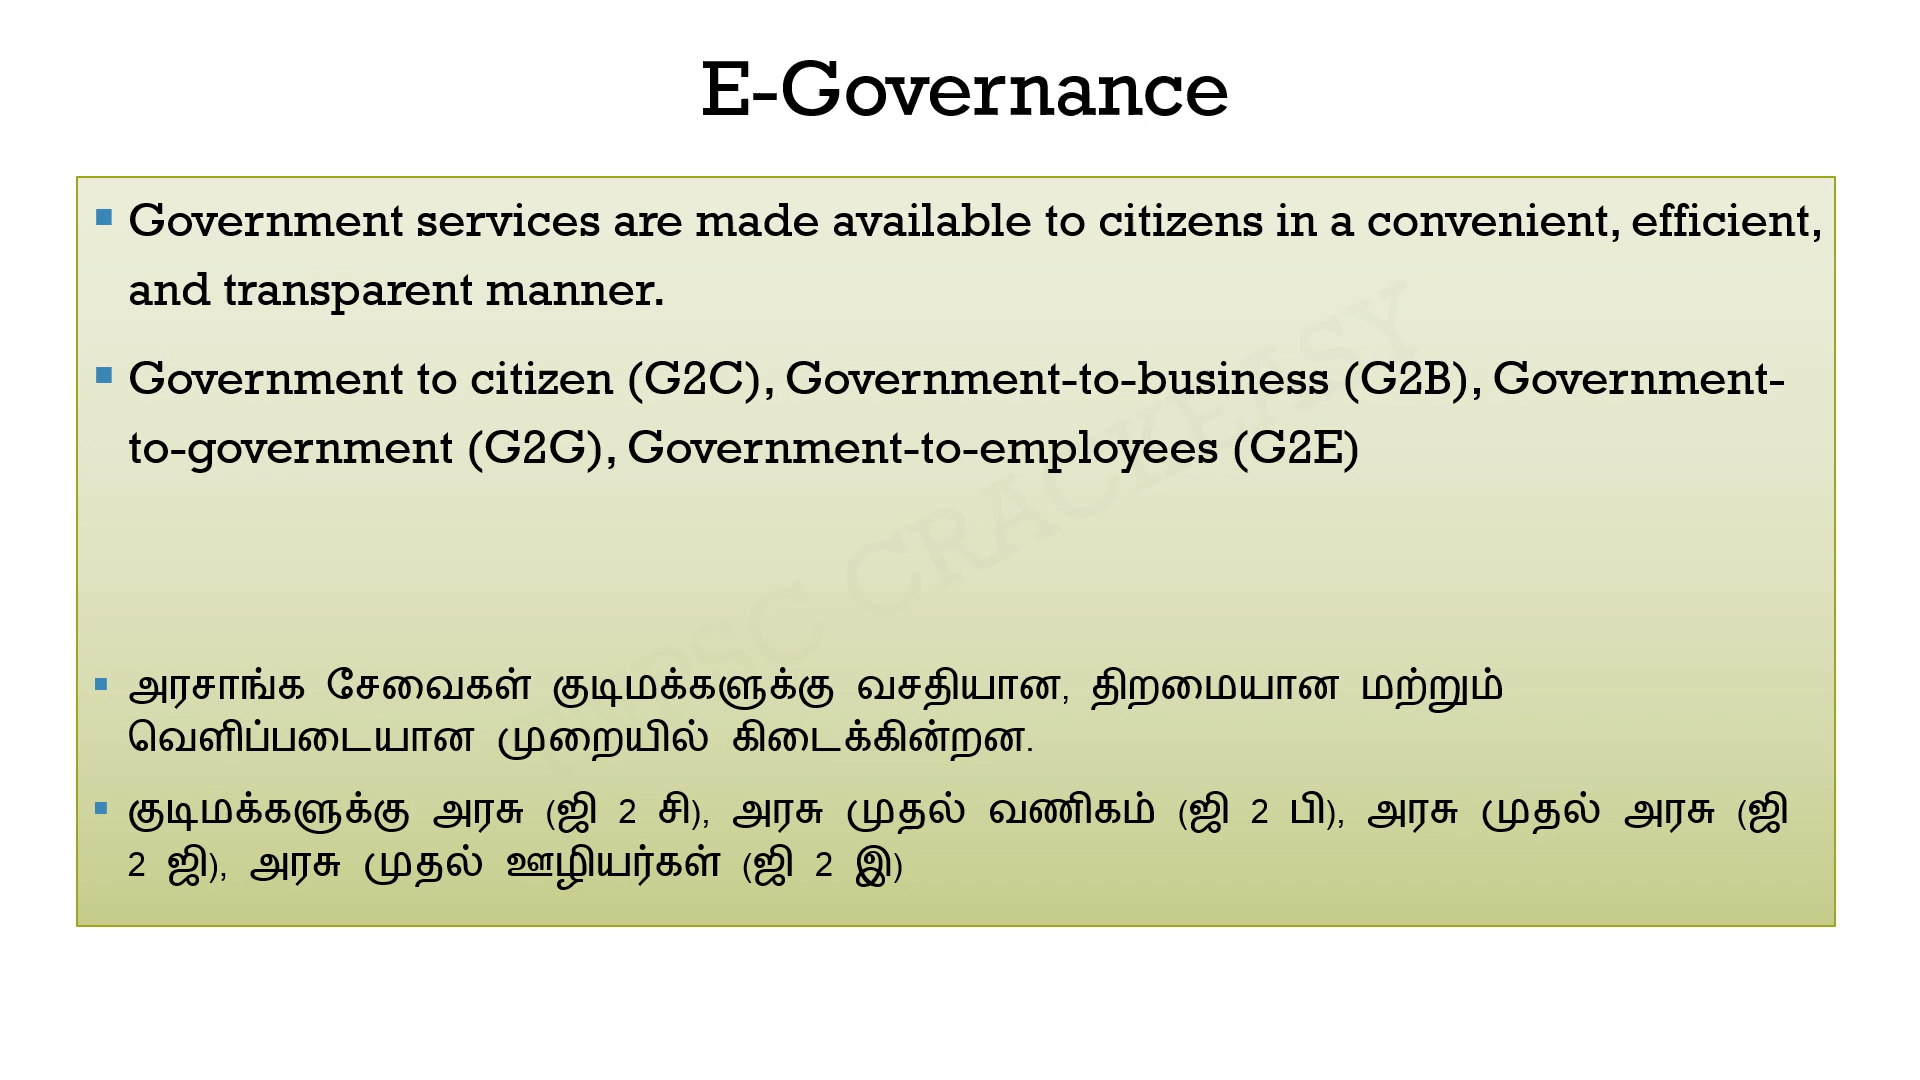 E-Governance
Government services are made available to citizens in a convenient, efficient,
and transparent manner.
Government to citizen (G2C), Government-to-business (G2B), Government-
to-government (G2G), Government-to-employees (G2E)
அரசாங்க சேவைகள் குடிமக்களுக்கு வசதியான, திறமையான மற்றும்
வெளிப்படையான முறையில் கிடைக்கின்றன.
குடிமக்களுக்கு அரசு (ஜி 2 சி), அரசு முதல் வணிகம் (ஜி 2 பி), அரசு முதல் அரசு (ஜி
2 ஜி), அரசு முதல் ஊழியர்கள் (ஜி 2 இ)
TNPSC CRACKEASY